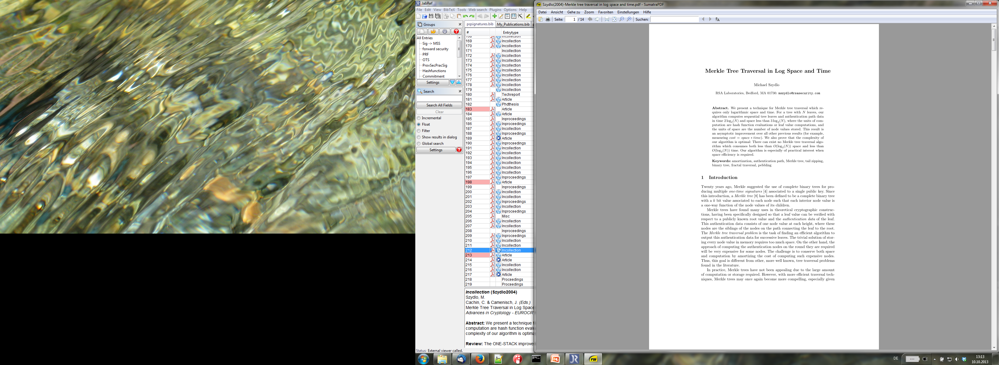 JabRef
File Edit View BibTeX Tools Web search Plugins Options Help
Groups
All Entries
Sig -> MSS
forward security
PRF
OTS
ProvSecPracSig
Hashfunctions
Commitment
Settings
Search
Search All Fields
Clear
Incremental
Float
Filter
Show results in dialog
Global search
Settings
pqsignatures.bib My_Publications.bib
# Entrytype
168 Incollection
169 Incollection
170 Incollection
171 Incollection
172 Incollection
173 Incollection
174 Incollection
175 Incollection
176 Incollection
177 Incollection
178 Incollection
179 Incollection
180 Techreport
181 Article
182 Phdthesis
183 Article
184 Article
185 Inproceedings
186 Inproceedings
187 Incollection
188 Inproceedings
189 Article
190 Inproceedings
191 Incollection
192 Incollection
193 Incollection
194 Incollection
195 Incollection
196 Incollection
197 Inproceedings
198 Article
199 Inproceedings
200 Incollection
201 Incollection
202 Inproceedings
203 Incollection
204 Inproceedings
205 Misc
206 Incollection
207 Incollection
208 Inproceedings
209 Inproceedings
210 Incollection
211 Incollection
212 Incollection
213 Article
214 Article
215 Incollection
216 Incollection
217 Article
218 Proceedings
219 Proceedings
Incollection (Szydlo2004)
Szydlo, M.
Cachin, C. & Camenisch, J. (Eds.)
Merkle Tree Traversal in Log Space
Advances in Cryptology - EUROCR
Abstract: We present a technique
computation are hash function
complexity of our algorithm is
Review: The ONE-STACK
Status: External viewer called.
Szydlo(2004)-Merkle tree traversal in log space and time.pdf - SumatraPDF
Datei Ansicht Gehe zu Zoom Favoriten Einstellungen Hilfe
Seite: 1 / 14 Suchen:
Merkle Tree Traversal in Log Space and Time
Michael Szydlo
RSA Laboratories, Bedford, MA 01730. mszydlo@rsasecurity.com
Abstract. We present a technique for Merkle tree traversal which re-
quires only logarithmic space and time. For a tree with N leaves, our
algorithm computes sequential tree leaves and authentication path data
in time 2 log₂(N) and space less than 3 log₂(N), where the units of com-
putation are hash function evaluations or leaf value computations, and
the units of space are the number of node values stored. This result is
an asymptotic improvement over all other previous results (for example,
measuring cost = space ∗ time). We also prove that the complexity of
our algorithm is optimal: There can exist no Merkle tree traversal algo-
rithm which consumes both less than O(log₂(N)) space and less than
O(log₂(N)) time. Our algorithm is especially of practical interest when
space efficiency is required.
Keywords: amortization, authentication path, Merkle tree, tail zipping,
binary tree, fractal traversal, pebbling
1 Introduction
Twenty years ago, Merkle suggested the use of complete binary trees for pro-
ducing multiple one-time signatures [4] associated to a single public key. Since
this introduction, a Merkle tree [8] has been defined to be a complete binary tree
with a k bit value associated to each node such that each interior node value is
a one-way function of the node values of its children.
Merkle trees have found many uses in theoretical cryptographic construc-
tions, having been specifically designed so that a leaf value can be verified with
respect to a publicly known root value and the authentication data of the leaf.
This authentication data consists of one node value at each height, where these
nodes are the siblings of the nodes on the path connecting the leaf to the root.
The Merkle tree traversal problem is the task of finding an efficient algorithm to
output this authentication data for successive leaves. The trivial solution of stor-
ing every node value in memory requires too much space. On the other hand, the
approach of computing the authentication nodes on the round they are required
will be very expensive for some nodes. The challenge is to conserve both space
and computation by amortizing the cost of computing such expensive nodes.
Thus, this goal is different from other, more well known, tree traversal problems
found in the literature.
In practice, Merkle trees have not been appealing due to the large amount
of computation or storage required. However, with more efficient traversal tech-
niques, Merkle trees may once again become more compelling, especially given
DE
13:13
10.10.2013